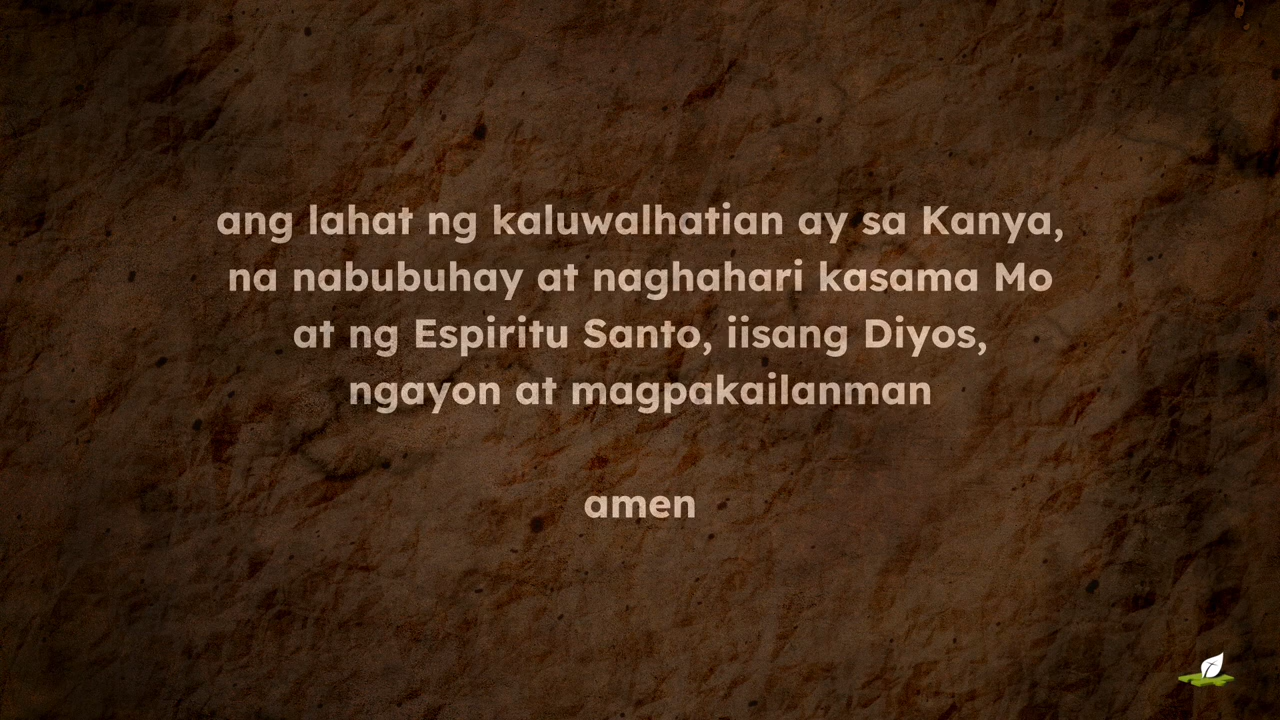 ang lahat ng kaluwalhatian ay sa Kanya,
na nabubuhay at naghahari kasama Mo
at ng Espiritu Santo, iisang Diyos,
ngayon at magpakailanman
amen